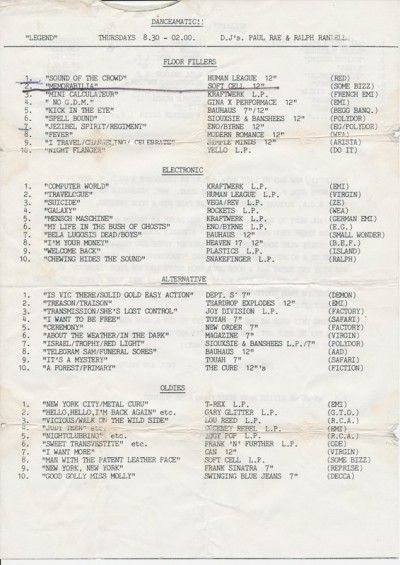 DANCEAMATIC!!
"LEGEND" THURSDAYS 8.30 - 02.00. D.J's. PAUL RAE & RALPH RANDELL.
FLOOR FILLERS
1. "SOUND OF THE CROWD" HUMAN LEAGUE 12" (RED)
2. "MEMORABILIA" SOFT CELL 12" (SOME BIZZ)
3. "MINI CALCULATEUR" KRAFTWERK L.P. (FRENCH EMI)
4. " NO G.D.M." GINA X PERFORMACE 12" (EMI)
5. "KICK IN THE EYE" BAUHAUS 7"/12" (BEGG BANQ.)
6. "SPELL BOUND" SIOUXSIE & BANSHEES 12" (POLYDOR)
7. "JEZIBEL SPIRIT/REGIMENT" ENO/BYRNE 12" (EG/POLYDOR)
8. "FEVER" MODERN ROMANCE 12" (WEA)
9. "I TRAVEL/CHANGELING/ CELEBRATE" SIMPLE MINDS 12" (ARISTA)
10. "NIGHT FLANGER" YELLO L.P. (DO IT)
ELECTRONIC
1. "COMPUTER WORLD" KRAFTWERK L.P. (EMI)
2. "TRAVELOGUE" HUMAN LEAGUE L.P. (VIRGIN)
3. "SUICIDE" VEGA/REV L.P. (ZE)
4. "GALAXY" ROCKETS L.P. (WEA)
5. "MENSCH MASCHINE" KRAFTWERK L.P. (GERMAN EMI)
6. "MY LIFE IN THE BUSH OF GHOSTS" ENO/BYRNE L.P. (E.G.)
7. "BELA LUGOSIS DEAD/BOYS" BAUHAUS 12" (SMALL WONDER)
8. "I'M YOUR MONEY" HEAVEN 17 12" (B.E.F.)
9. "WELCOME BACK" PLASTICS L.P. (ISLAND)
10. "CHEWING HIDES THE SOUND" SNAKEFINGER L.P. (RALPH)
ALTERNATIVE
1. "IS VIC THERE/SOLID GOLD EASY ACTION" DEPT. S' 7" (DEMON)
2. "TREASON/TRAISON" TEARDROP EXPLODES 12" (EMI)
3. "TRANSMISSION/SHE'S LOST CONTROL" JOY DIVISION L.P. (FACTORY)
4. "I WANT TO BE FREE" TOYAH 7" (SAFARI)
5. "CEREMONY" NEW ORDER 7" (FACTORY)
6. "ABOUT THE WEATHER/IN THE DARK" MAGAZINE 7" (VIRGIN)
7. "ISRAEL/TROPHY/RED LIGHT" SIOUXSIE & BANSHEES L.P./7" (POLYDOR)
8. "TELEGRAM SAM/FUNERAL SORES" BAUHAUS 12" (AAD)
9. "IT'S A MYSTERY" TOUAH 7" (SAFARI)
10. "A FOREST/PRIMARY" THE CURE 12"s (FICTION)
OLDIES
1. "NEW YORK CITY/METAL CURU" T-REX L.P. (EMI)
2. "HELLO,HELLO,I'M BACK AGAIN" etc. GARY GLITTER L.P. (G.T.O.)
3. "VICIOUS/WALK ON THE WILD SIDE" LOU REED L.P. (R.C.A.)
4. "JUDY TEEN" etc. COCKNEY REBEL L.P. (EMI)
5. "NIGHTCLUBBING" etc. IGGY POP L.P. (R.C.A.)
6. "SWEET TRANSVESTITE" etc. FRANK 'N' FURTHER L.P. (ODE)
7. "I WANT MORE" CAN 12" (VIRGIN)
8. "MAN WITH THE PATENT LEATHER FACE" SOFT CELL L.P. (SOME BIZZ)
9. "NEW YORK, NEW YORK" FRANK SINATRA 7" (REPRISE)
10. "GOOD GOLLY MISS MOLLY" SWINGING BLUE JEANS 7" (DECCA)